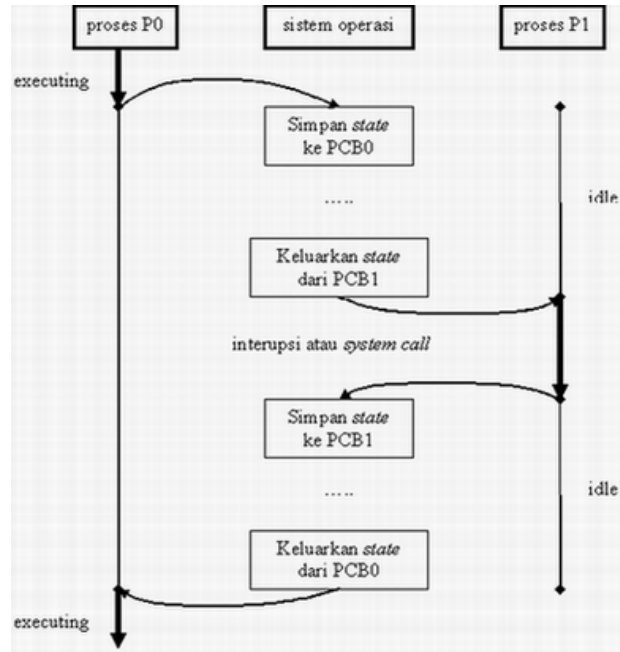 proses P0
sistem operasi
proses P1
executing
Simpan state
ke PCB0
.....
idle
Keluarkan state
dari PCB1
interupsi atau system call
Simpan state
ke PCB1
.....
idle
Keluarkan state
dari PCB0
executing